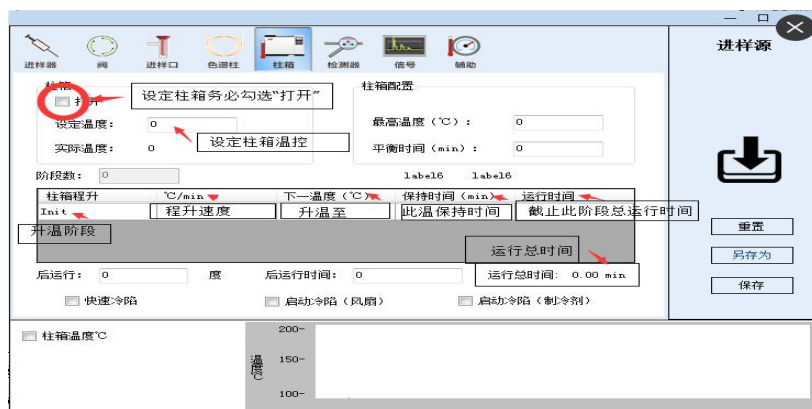 进样源
进样器 阀 进样口 色谱柱 柱箱 检测器 信号 辅助
柱箱 柱箱配置
打开 设定柱箱务必勾选“打开”
设定温度: 0 最高温度(℃): 0
设定柱箱温控
实际温度: 0 平衡时间(min): 0
阶段数: 0 label6 label6
柱箱程升 ℃/min 下一温度(℃) 保持时间(min) 运行时间
Init 程升速度 升温至 此温保持时间 截止此阶段总运行时间
升温阶段
运行总时间
后运行: 0 度 后运行时间: 0 运行总时间: 0.00 min
快速冷陷 启动冷陷(风扇) 启动冷陷(制冷剂)
重置
另存为
保存
柱箱温度℃
温度℃
200-
150-
100-